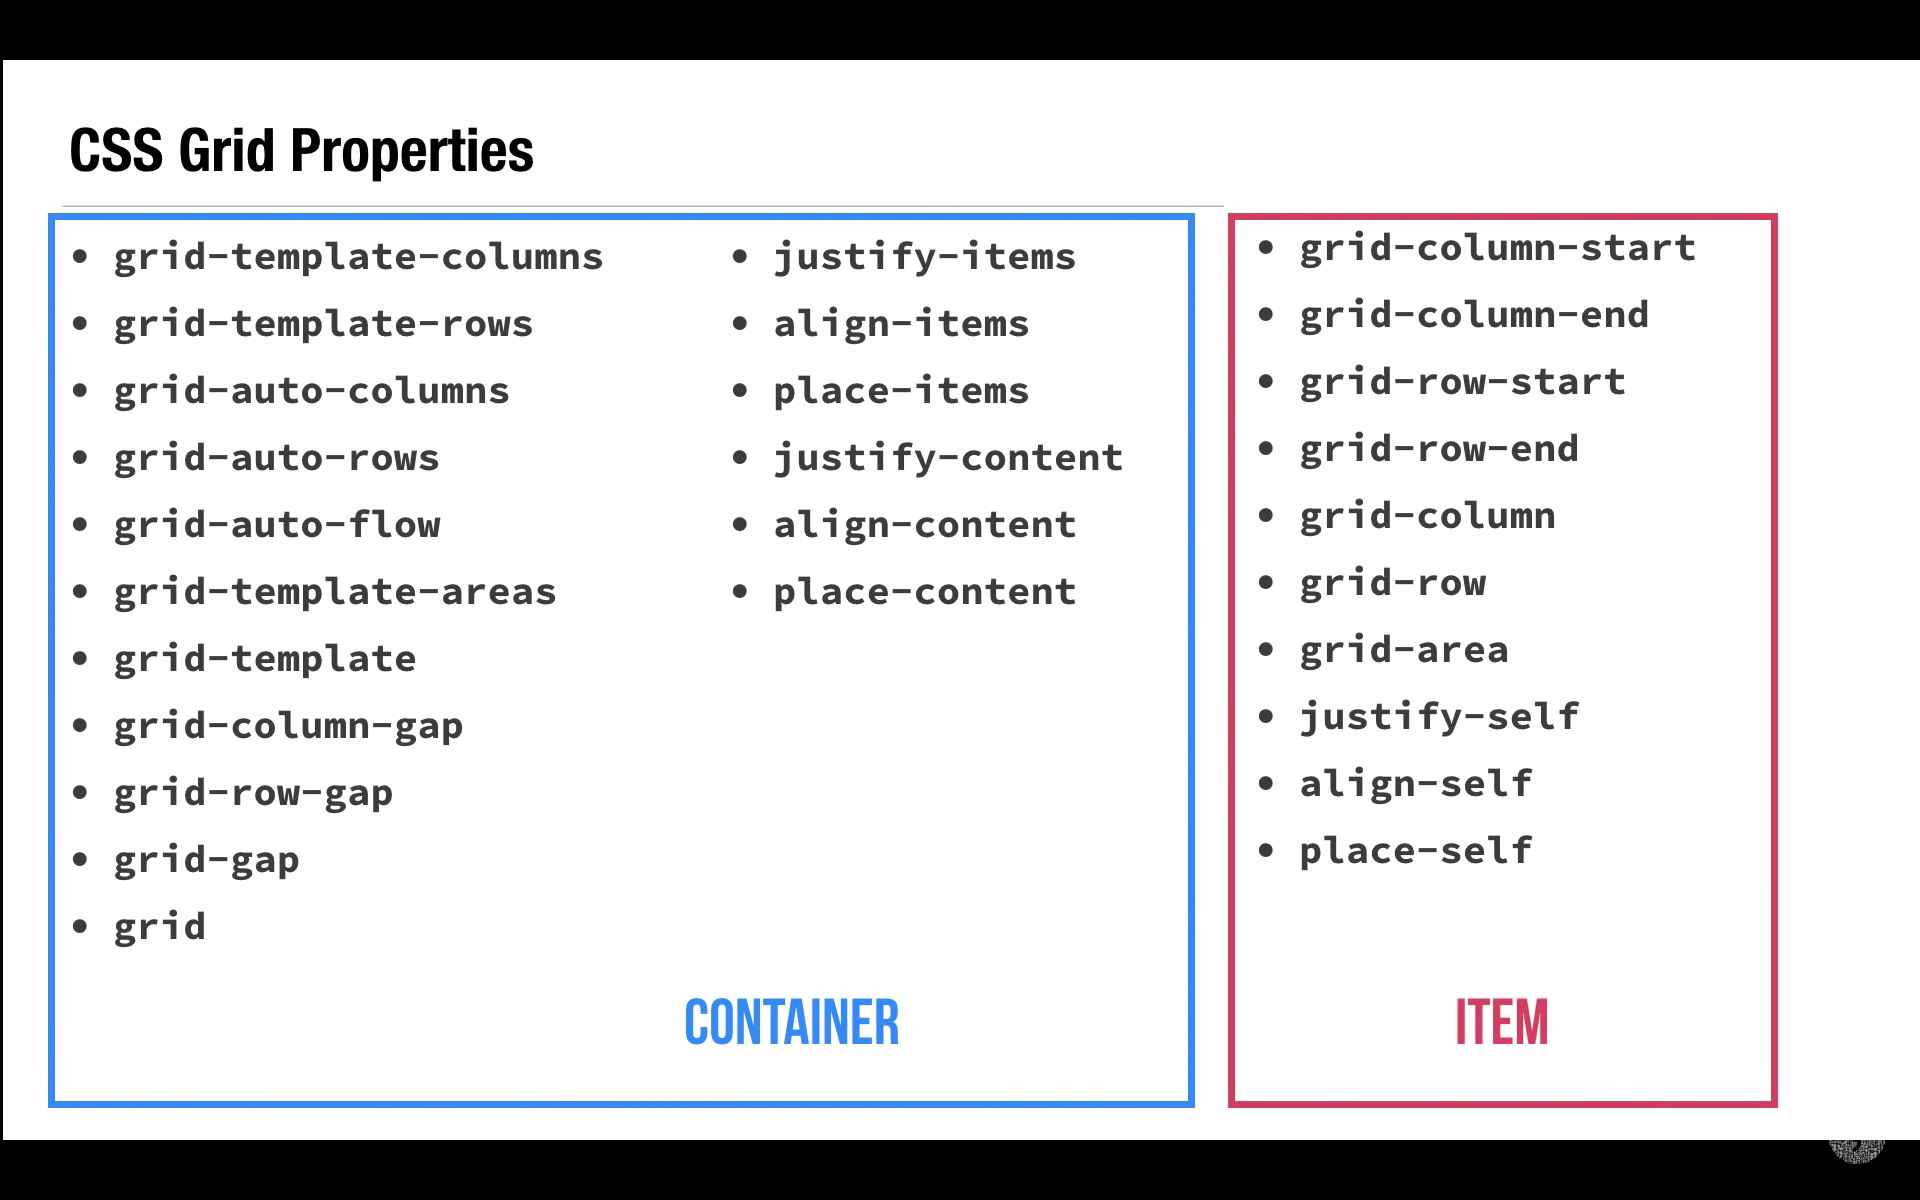 CSS Grid Properties
• grid-template-columns
• grid-template-rows
• grid-auto-columns
• grid-auto-rows
• grid-auto-flow
• grid-template-areas
• grid-template
• grid-column-gap
• grid-row-gap
• grid-gap
• grid
• justify-items
• align-items
• place-items
• justify-content
• align-content
• place-content
CONTAINER
• grid-column-start
• grid-column-end
• grid-row-start
• grid-row-end
• grid-column
• grid-row
• grid-area
• justify-self
• align-self
• place-self
ITEM